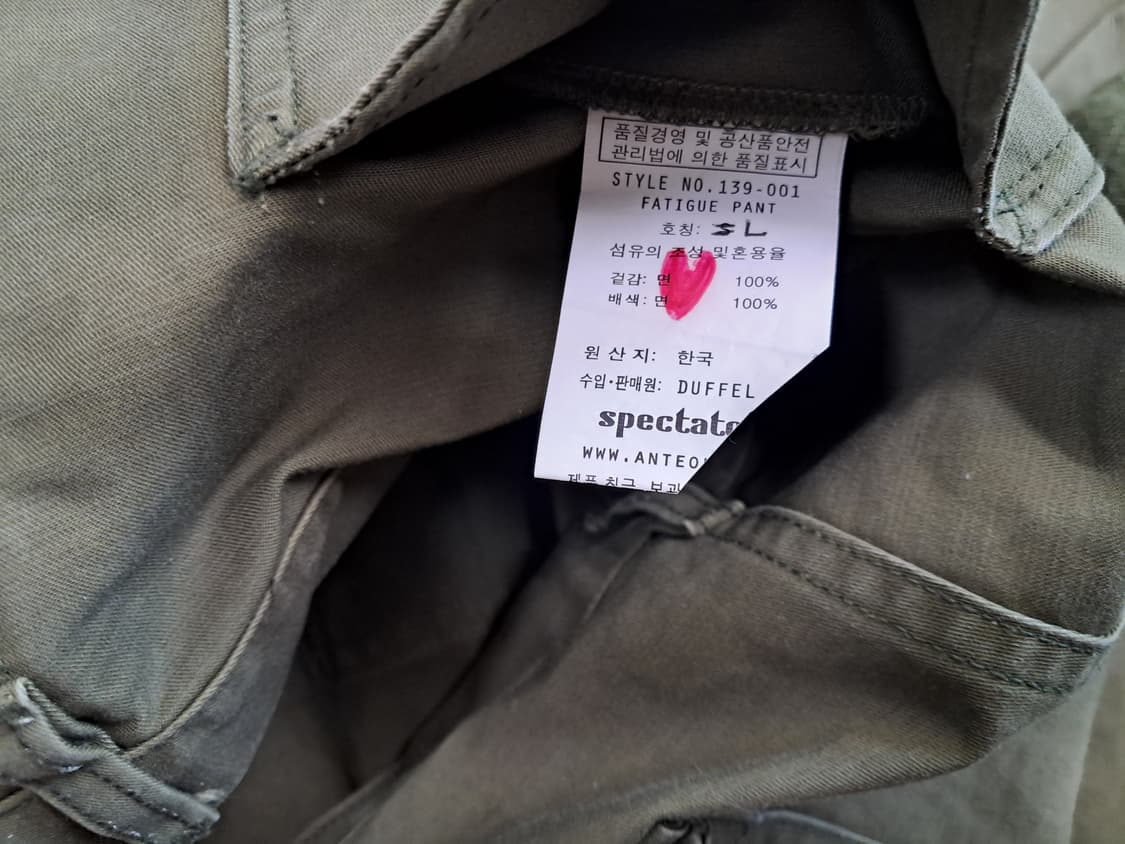 품질경영 및 공산품안전
관리법에 의한 품질표시
STYLE NO.139-001
FATIGUE PANT
호칭: SL
섬유의 조성 및혼용율
겉감: 면 100%
배색: 면 100%
원 산 지: 한국
수입·판매원: DUFFEL
spectato
WWW.ANTEO